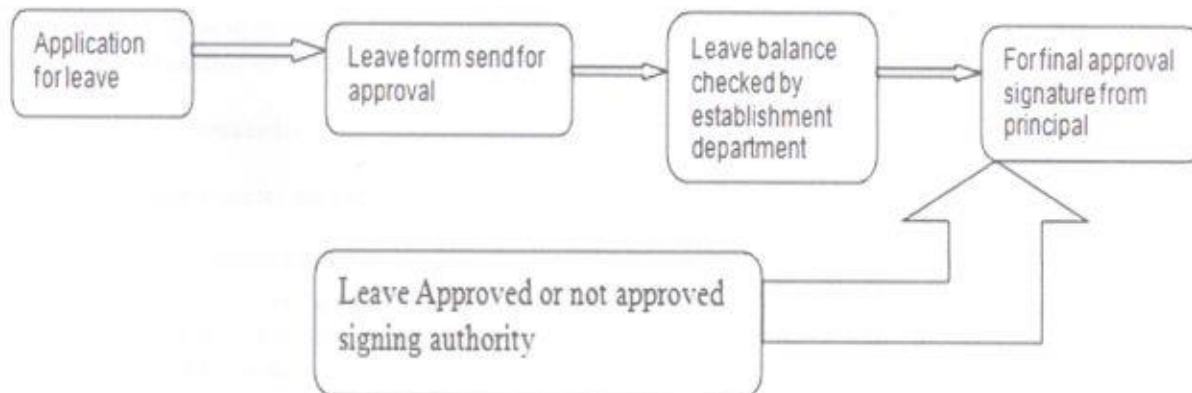 Application
for leave
Leave form send for
approval
Leave balance
checked by
establishment
department
For final approval
signature from
principal
Leave Approved or not approved
signing authority